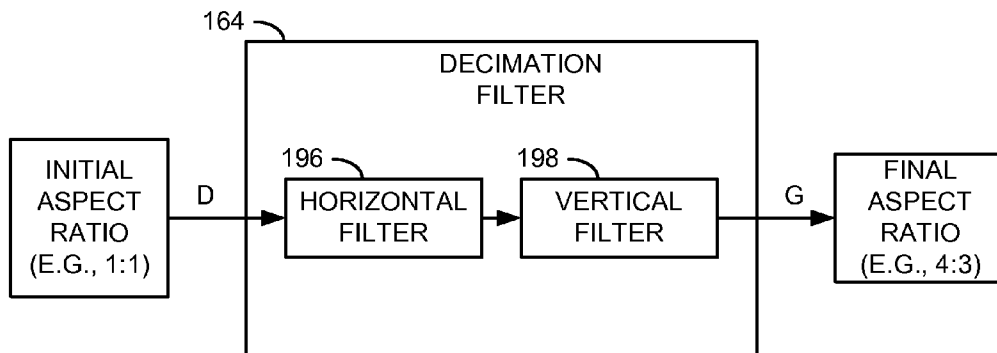 164
DECIMATION
FILTER
INITIAL
ASPECT
RATIO
(E.G., 1:1)
D
196
HORIZONTAL
FILTER
198
VERTICAL
FILTER
G
FINAL
ASPECT
RATIO
(E.G., 4:3)